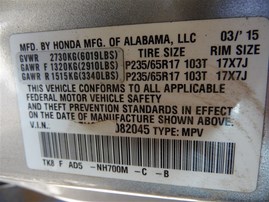 MFD. BY HONDA MFG. OF ALABAMA, LLC 03/'15
GVWR 2730KG(6019LBS) TIRE SIZE RIM SIZE
GAWR F 1320KG(2910LBS) P235/65R17 103T 17X7J
GAWR R 1515KG(3340LBS) P235/65R17 103T 17X7J
THIS VEHICLE CONFORMS TO ALL APPLICABLE
FEDERAL MOTOR VEHICLE SAFETY AND
THEFT PREVENTION STANDARDS IN EFFECT ON
THE DATE OF MANUFACTURE SHOWN ABOVE.
V.I.N. 082045 TYPE: MPV
TK8 F AD5 -NH700M -C -B